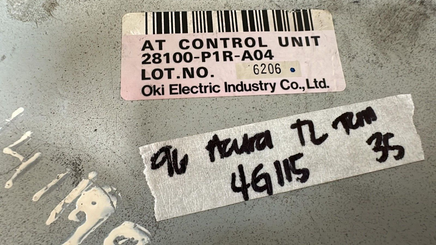 AT CONTROL UNIT
28100-P1R-A04
LOT.NO. 6206
Oki Electric Industry Co.,Ltd.
96 Acura TL TCM
4G115 35